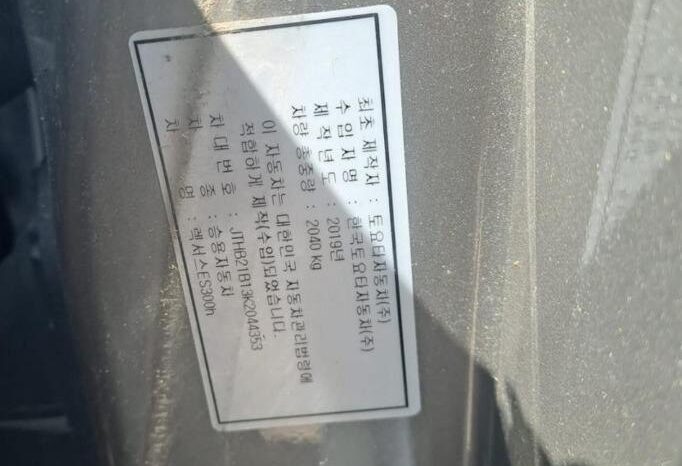 최초 제작자 : 토요타자동차(주)
수입자명 : 한국토요타자동차(주)
제작년도 : 2019년
차량 총중량 : 2040 Kg
이 자동차는 대한민국 자동차관리법령에
적합하게 제작(수입)되었습니다.
차대번호 : JTHB21B13K2044353
차 종 : 승용자동차
차 명 : 렉서스ES300h